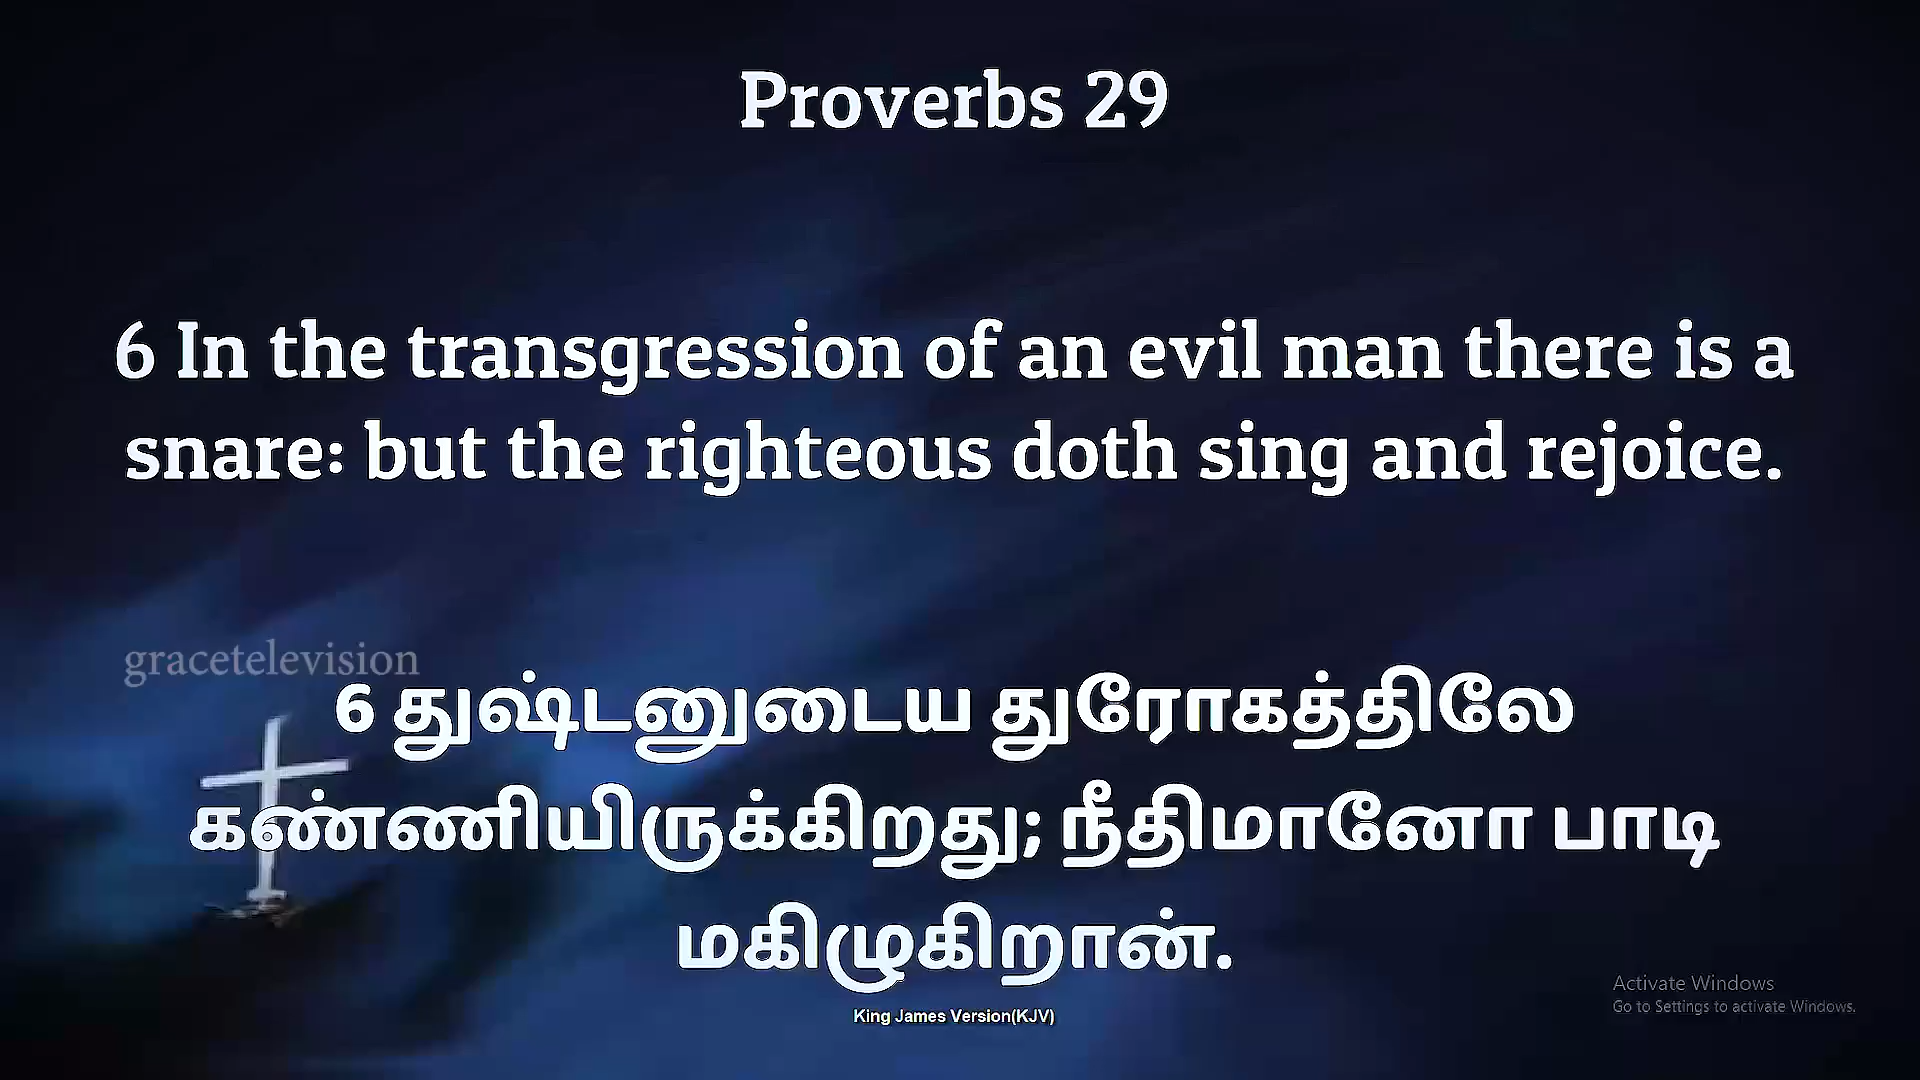 Proverbs 29
6 In the transgression of an evil man there is a
snare: but the righteous doth sing and rejoice.
gracetelevision
6 துஷ்டனுடைய துரோகத்திலே
கண்ணியிருக்கிறது; நீதிமானோ பாடி
மகிழுகிறான்.
Activate Windows
Go to Settings to activate Windows.
King James Version(KJV)